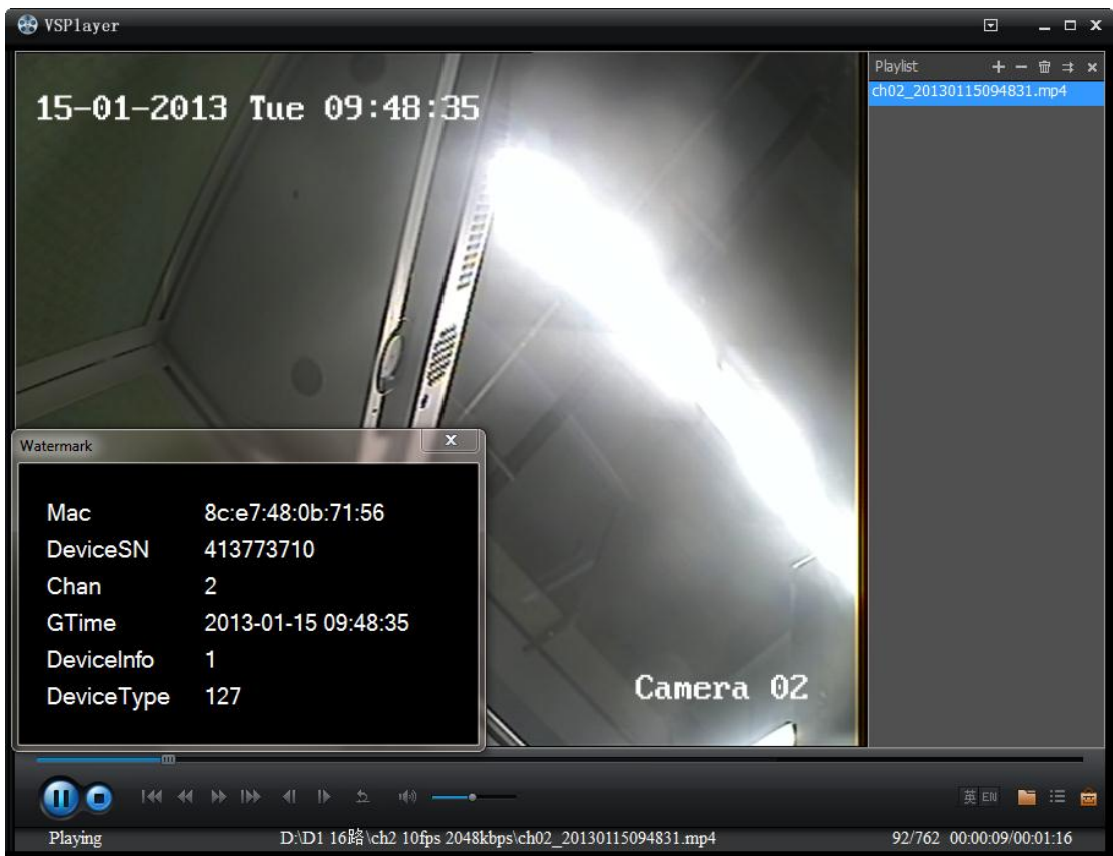 VSPlayer
Playlist
ch02_20130115094831.mp4
15-01-2013 Tue 09:48:35
Watermark
Mac 8c:e7:48:0b:71:56
DeviceSN 413773710
Chan 2
GTime 2013-01-15 09:48:35
DeviceInfo 1
DeviceType 127
Camera 02
英 EN
Playing D:\D1 16路\ch2 10fps 2048kbps\ch02_20130115094831.mp4 92/762 00:00:09/00:01:16